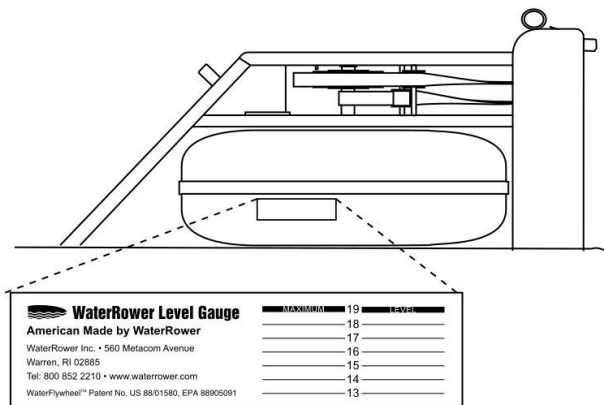 WaterRower Level Gauge
American Made by WaterRower
WaterRower Inc. • 560 Metacom Avenue
Warren, RI 02885
Tel: 800 852 2210 • www.waterrower.com
WaterFlywheel™ Patent No. US 88/01580, EPA 88905091
MAXIMUM 19 LEVEL
18
17
16
15
14
13